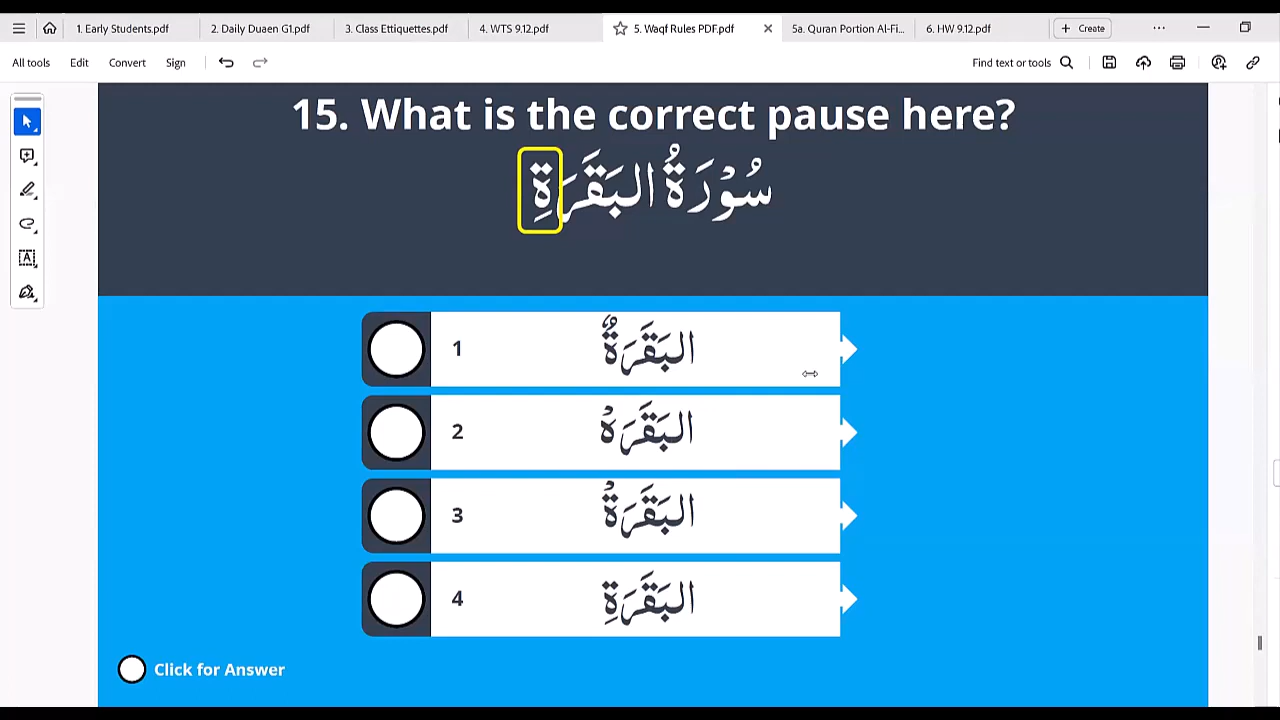 1. Early Students.pdf
2. Daily Duaen G1.pdf
3. Class Ettiquettes.pdf
4. WTS 9.12.pdf
5. Waqf Rules PDF.pdf
5a. Quran Portion Al-Fi...
6. HW 9.12.pdf
+ Create
All tools Edit Convert Sign
Find text or tools
15. What is the correct pause here?
سُوْرَةُ البَقَرَةِ
1 البَقَرَةٌ
2 البَقَرَهْ
3 البَقَرَةْ
4 البَقَرَةِ
Click for Answer